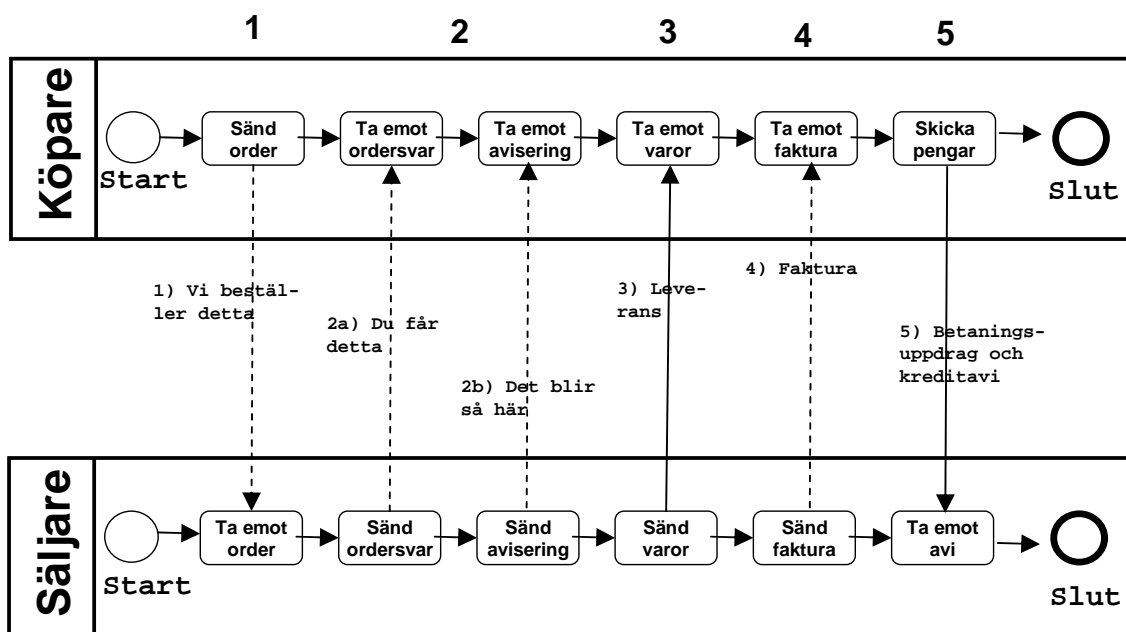 1 2 3 4 5
Köpare
Start
Sänd
order
Ta emot
ordersvar
Ta emot
avisering
Ta emot
varor
Ta emot
faktura
Skicka
pengar
Slut
1) Vi bestäl-
ler detta
2a) Du får
detta
2b) Det blir
så här
3) Leve-
rans
4) Faktura
5) Betanings-
uppdrag och
kreditavi
Säljare
Start
Ta emot
order
Sänd
ordersvar
Sänd
avisering
Sänd
varor
Sänd
faktura
Ta emot
avi
Slut